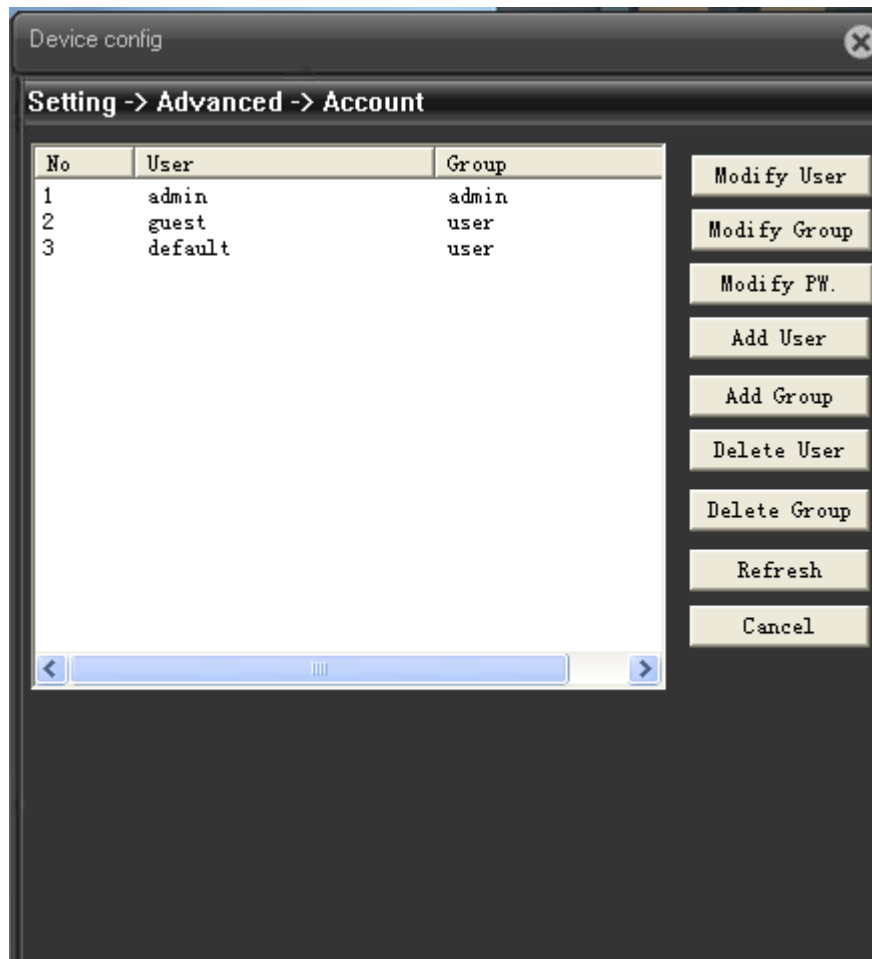 Device config
Setting -> Advanced -> Account
No User Group
1 admin admin
2 guest user
3 default user
Modify User
Modify Group
Modify PW.
Add User
Add Group
Delete User
Delete Group
Refresh
Cancel